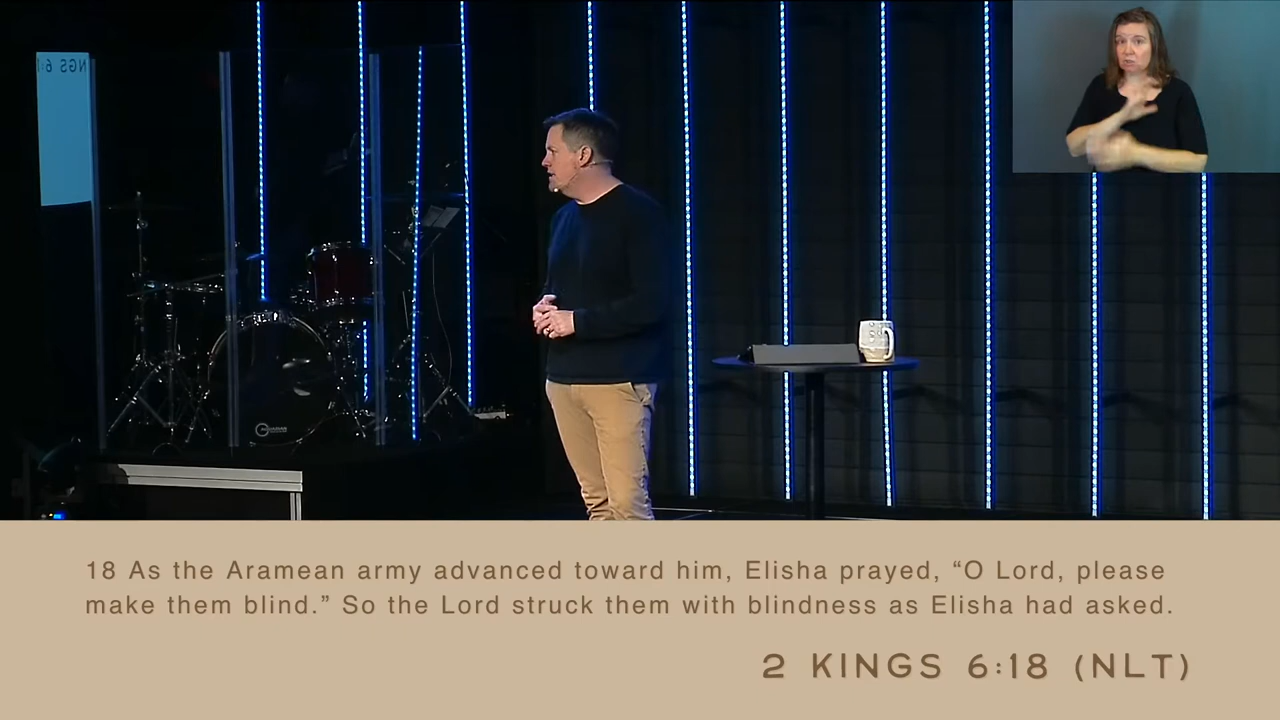 18 As the Aramean army advanced toward him, Elisha prayed, “O Lord, please
make them blind.” So the Lord struck them with blindness as Elisha had asked.
2 KINGS 6:18 (NLT)